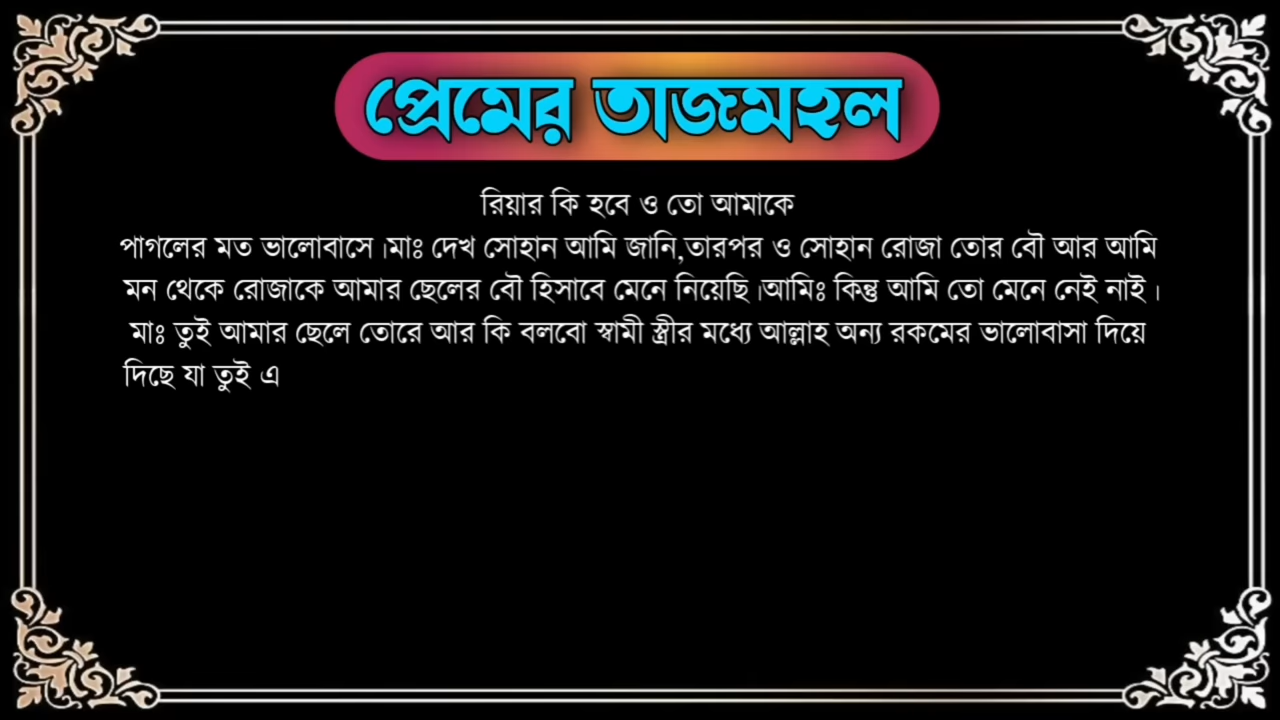 প্রেমের তাজমহল
রিয়ার কি হবে ও তো আমাকে
পাগলের মত ভালোবাসে।মাঃ দেখ সোহান আমি জানি,তারপর ও সোহান রোজা তোর বৌ আর আমি
মন থেকে রোজাকে আমার ছেলের বৌ হিসাবে মেনে নিয়েছি।আমিঃ কিন্তু আমি তো মেনে নেই নাই।
মাঃ তুই আমার ছেলে তোরে আর কি বলবো স্বামী স্ত্রীর মধ্যে আল্লাহ অন্য রকমের ভালোবাসা দিয়ে
দিছে যা তুই এ